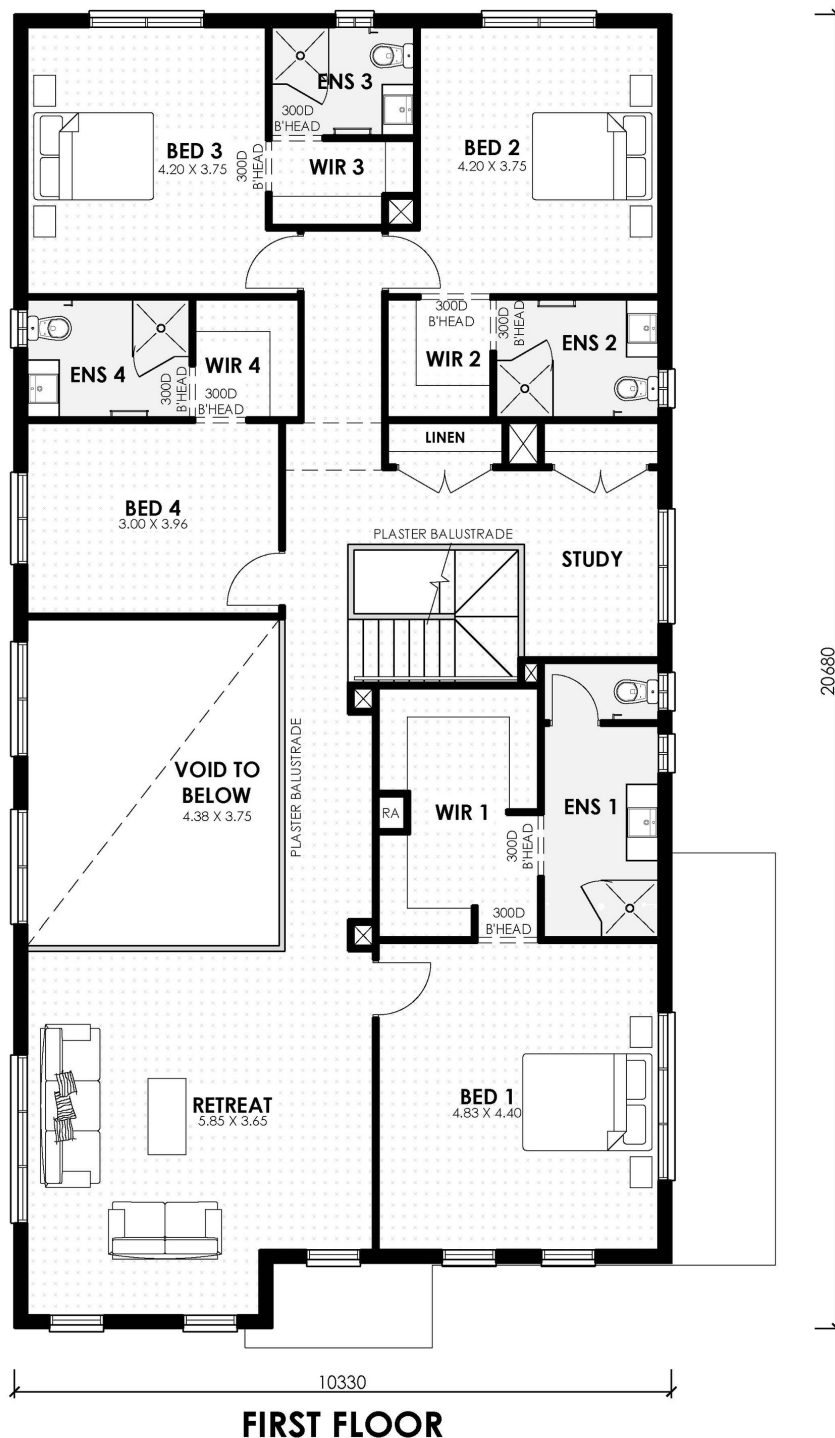 ENS 3
300D
B'HEAD
BED 3
4.20 X 3.75
300D
B'HEAD
WIR 3
BED 2
4.20 X 3.75
ENS 4
300D
B'HEAD
WIR 4
300D
B'HEAD
300D
B'HEAD
WIR 2
300D
B'HEAD
ENS 2
LINEN
BED 4
3.00 X 3.96
PLASTER BALUSTRADE
STUDY
20680
VOID TO
BELOW
4.38 X 3.75
PLASTER BALUSTRADE
RA
WIR 1
300D
B'HEAD
ENS 1
300D
B'HEAD
RETREAT
5.85 X 3.65
BED 1
4.83 X 4.40
10330
FIRST FLOOR